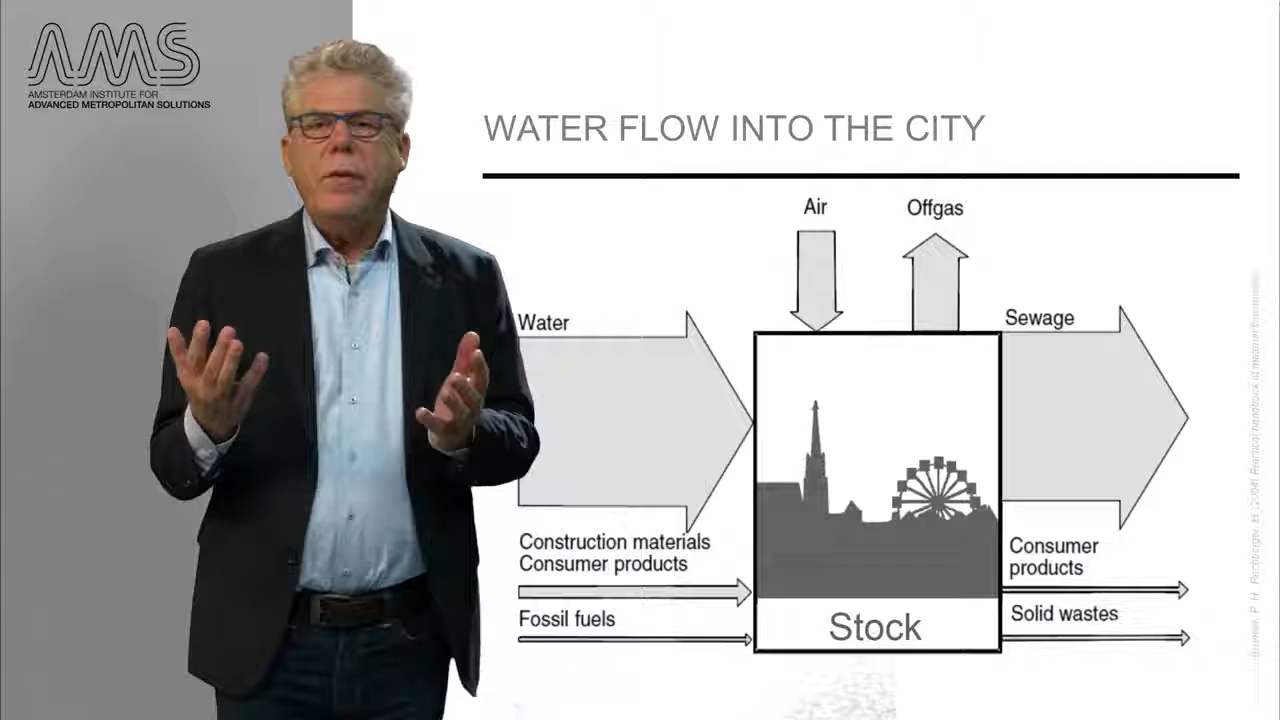 AMS
AMSTERDAM INSTITUTE FOR
ADVANCED METROPOLITAN SOLUTIONS
WATER FLOW INTO THE CITY
Air
Offgas
Water
Sewage
Construction materials
Consumer products
Fossil fuels
Consumer
products
Solid wastes
Stock